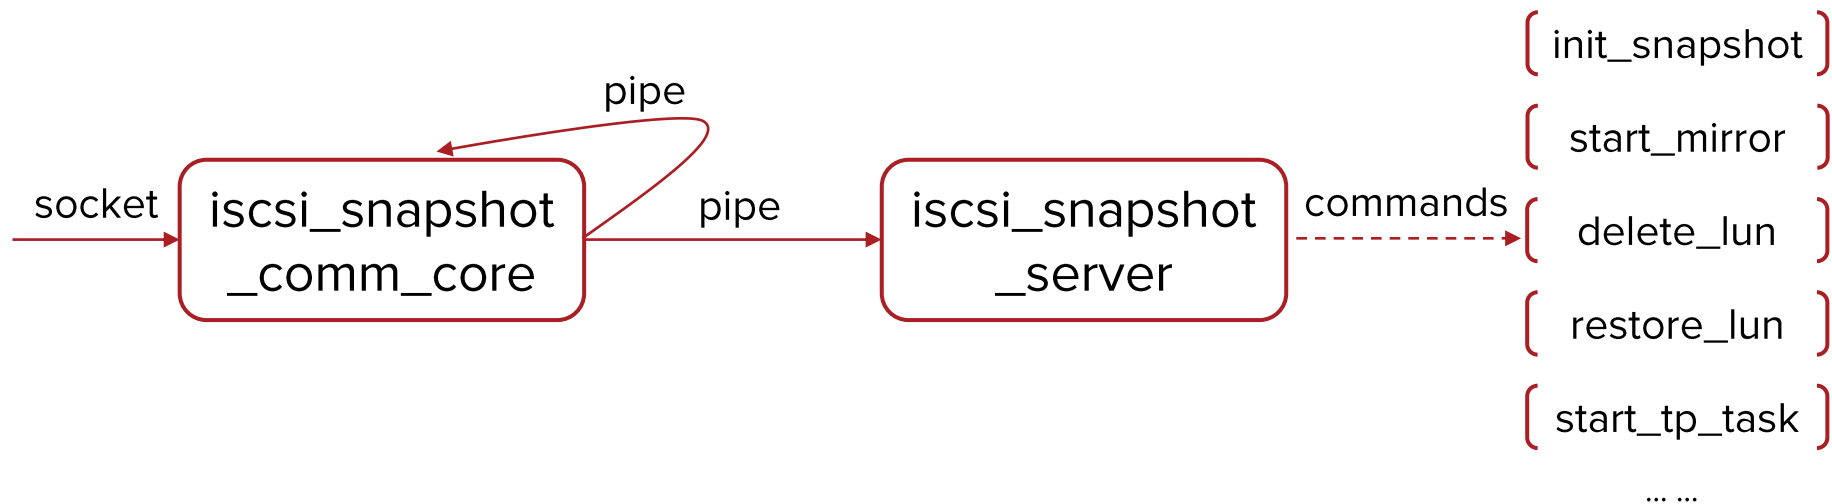 socket
pipe
iscsi_snapshot
_comm_core
pipe
iscsi_snapshot
_server
commands
init_snapshot
start_mirror
delete_lun
restore_lun
start_tp_task
... ...